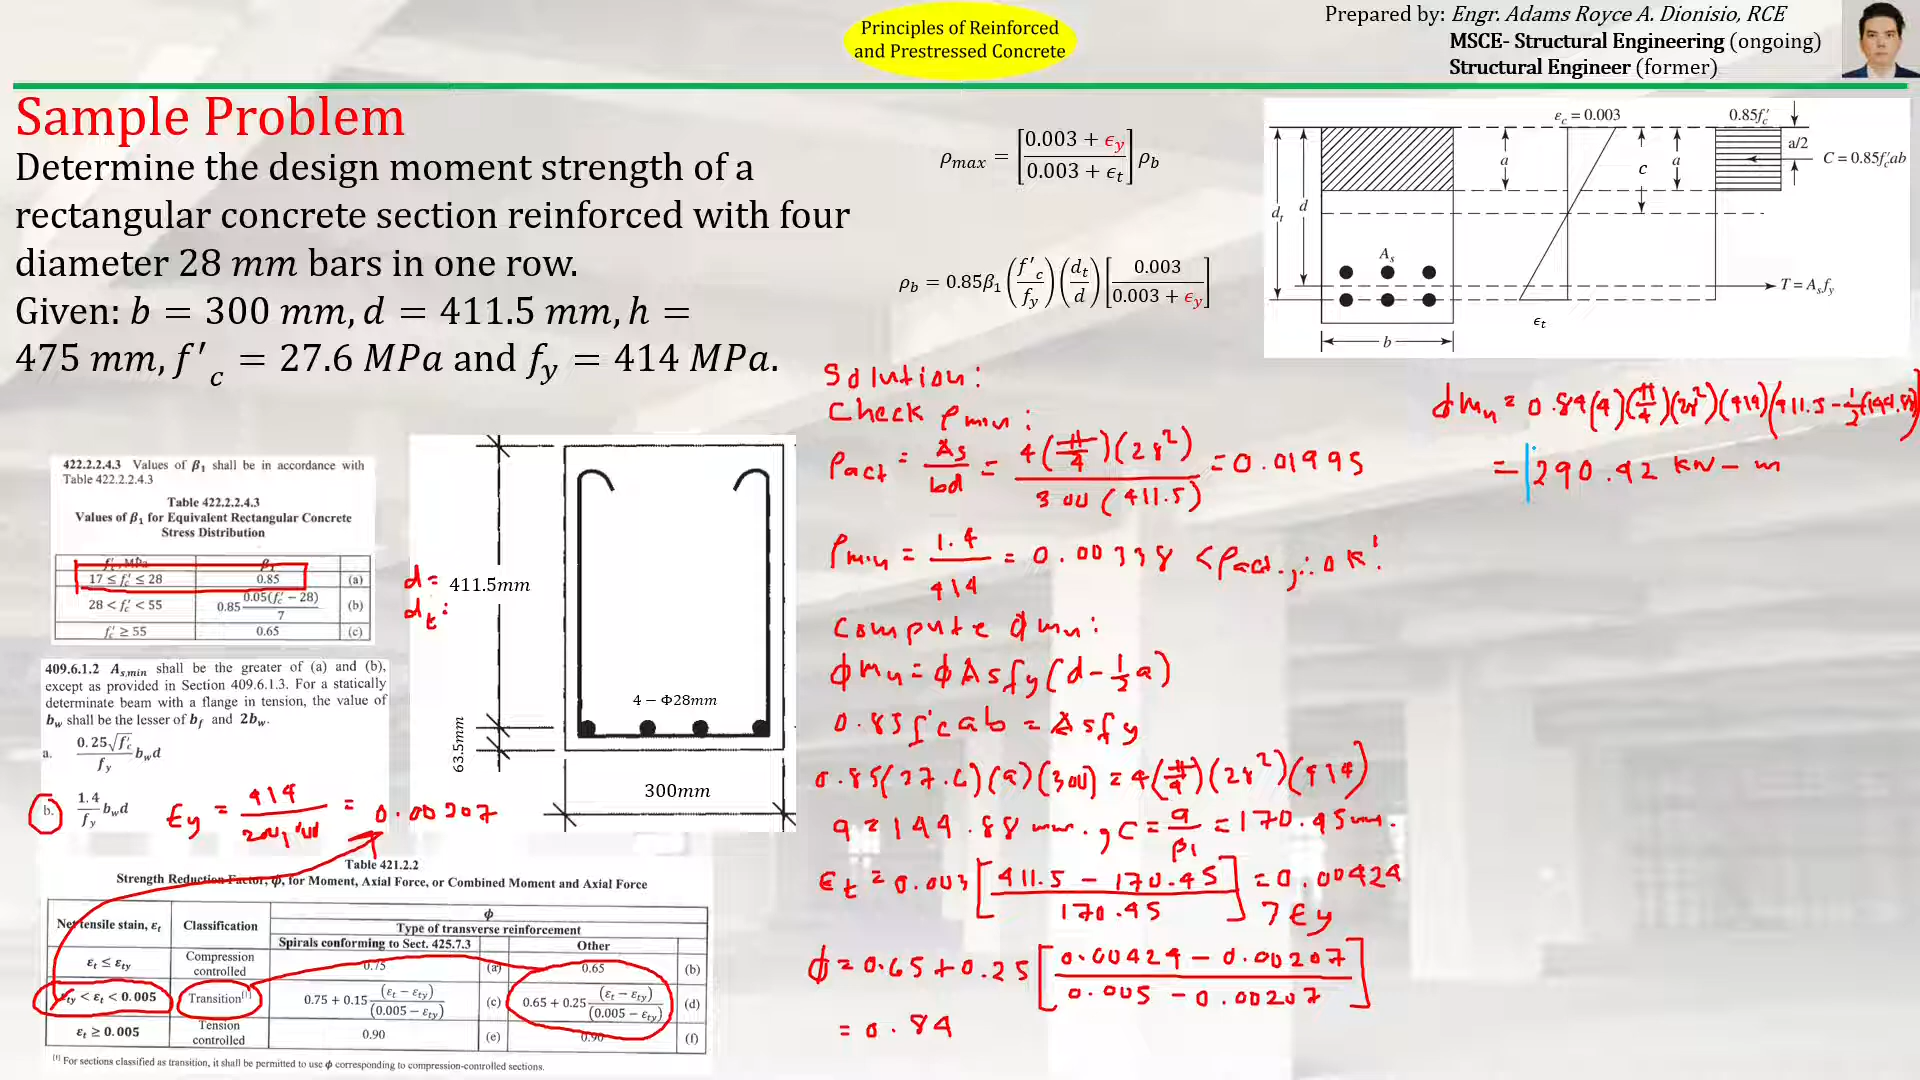 Principles of Reinforced
and Prestressed Concrete
Prepared by: Engr. Adams Royce A. Dionisio, RCE
MSCE- Structural Engineering (ongoing)
Structural Engineer (former)
Sample Problem
Determine the design moment strength of a
rectangular concrete section reinforced with four
diameter 28 mm bars in one row.
Given: b = 300 mm, d = 411.5 mm, h =
475 mm, f'c = 27.6 MPa and fy = 414 MPa.
ρmax = [0.003 + ϵy / 0.003 + ϵt] ρb
ρb = 0.85β1 (f'c / fy) (dt / d) [0.003 / 0.003 + ϵy]
εc = 0.003
0.85f'c
a/2
C = 0.85f'cab
a
c
a
dt
d
As
T = Asfy
ϵt
b
422.2.2.4.3 Values of β1 shall be in accordance with
Table 422.2.2.4.3
Table 422.2.2.4.3
Values of β1 for Equivalent Rectangular Concrete
Stress Distribution
f'c, MPa β1
17 ≤ f'c ≤ 28 0.85 (a)
28 < f'c < 55 0.85 0.05(f'c − 28) / 7 (b)
f'c ≥ 55 0.65 (c)
409.6.1.2 As,min shall be the greater of (a) and (b),
except as provided in Section 409.6.1.3. For a statically
determinate beam with a flange in tension, the value of
bw shall be the lesser of bf and 2bw.
a. 0.25√f'c / fy bwd
b. 1.4 / fy bwd
Ey = 414 / 200,000 = 0.00207
d = 411.5mm
dt =
4 − Φ28mm
63.5mm
300mm
Table 421.2.2
Strength Reduction Factor, ϕ, for Moment, Axial Force, or Combined Moment and Axial Force
Net tensile stain, εt Classification ϕ
Type of transverse reinforcement
Spirals conforming to Sect. 425.7.3 Other
εt ≤ εty Compression controlled 0.75 (a) 0.65 (b)
εty < εt < 0.005 Transition[1] 0.75 + 0.15 (εt − εty) / (0.005 − εty) (c) 0.65 + 0.25 (εt − εty) / (0.005 − εty) (d)
εt ≥ 0.005 Tension controlled 0.90 (e) 0.90 (f)
[1] For sections classified as transition, it shall be permitted to use ϕ corresponding to compression-controlled sections.
Solution:
Check ρmin:
ρact = As / bd = 4(π/4)(28²) / 300(411.5) = 0.01995
ρmin = 1.4 / 414 = 0.00338 < ρact. ,∴ ok!
Compute ϕMn:
ϕMn = ϕAsfy(d − ½a)
0.85f'cab = Asfy
0.85(27.6)(a)(300) = 4(π/4)(28²)(414)
a = 144.88 mm. , C = a / β1 = 170.45 mm.
Et = 0.003 [411.5 − 170.45 / 170.45] = 0.00424
> Ey
ϕ = 0.65 + 0.25 [0.00424 − 0.00207 / 0.005 − 0.00207]
= 0.84
ϕMn = 0.84(4)(π/4)(28²)(414)(411.5 − ½(144.88))
= 290.42 kN−m